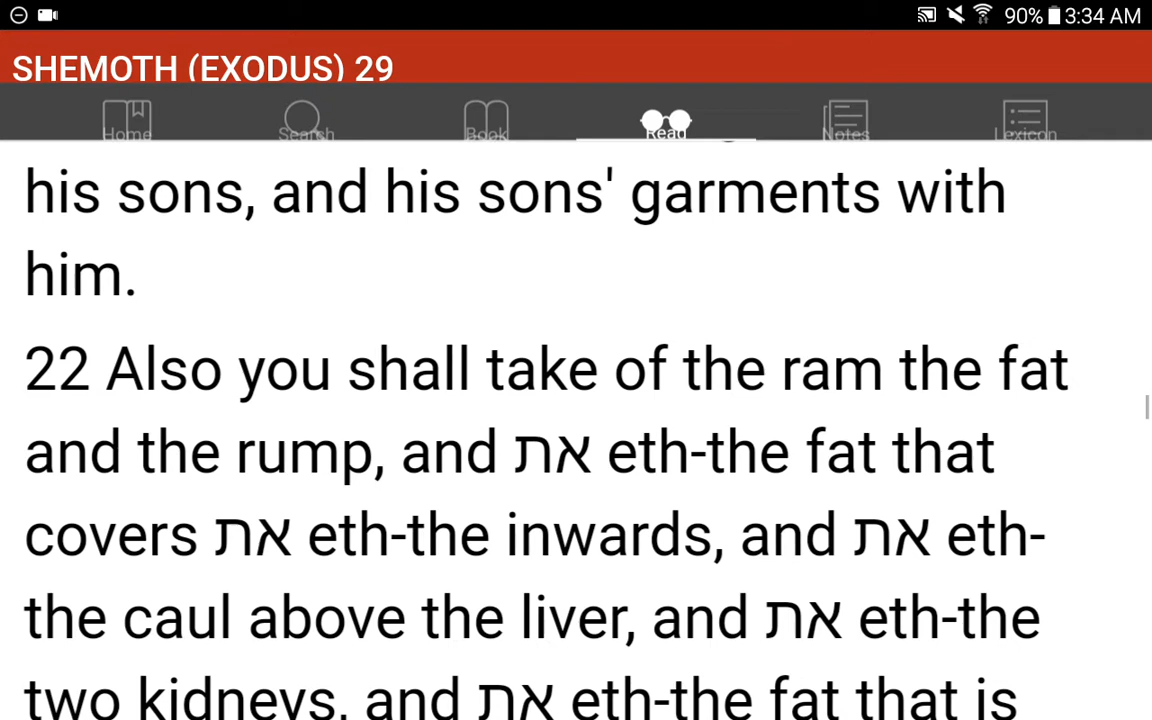 90% 3:34 AM
SHEMOTH (EXODUS) 29
Home Search Book Read Notes Lexicon
his sons, and his sons' garments with
him.
22 Also you shall take of the ram the fat
and the rump, and את eth-the fat that
covers את eth-the inwards, and את eth-
the caul above the liver, and את eth-the
two kidneys, and את eth-the fat that is